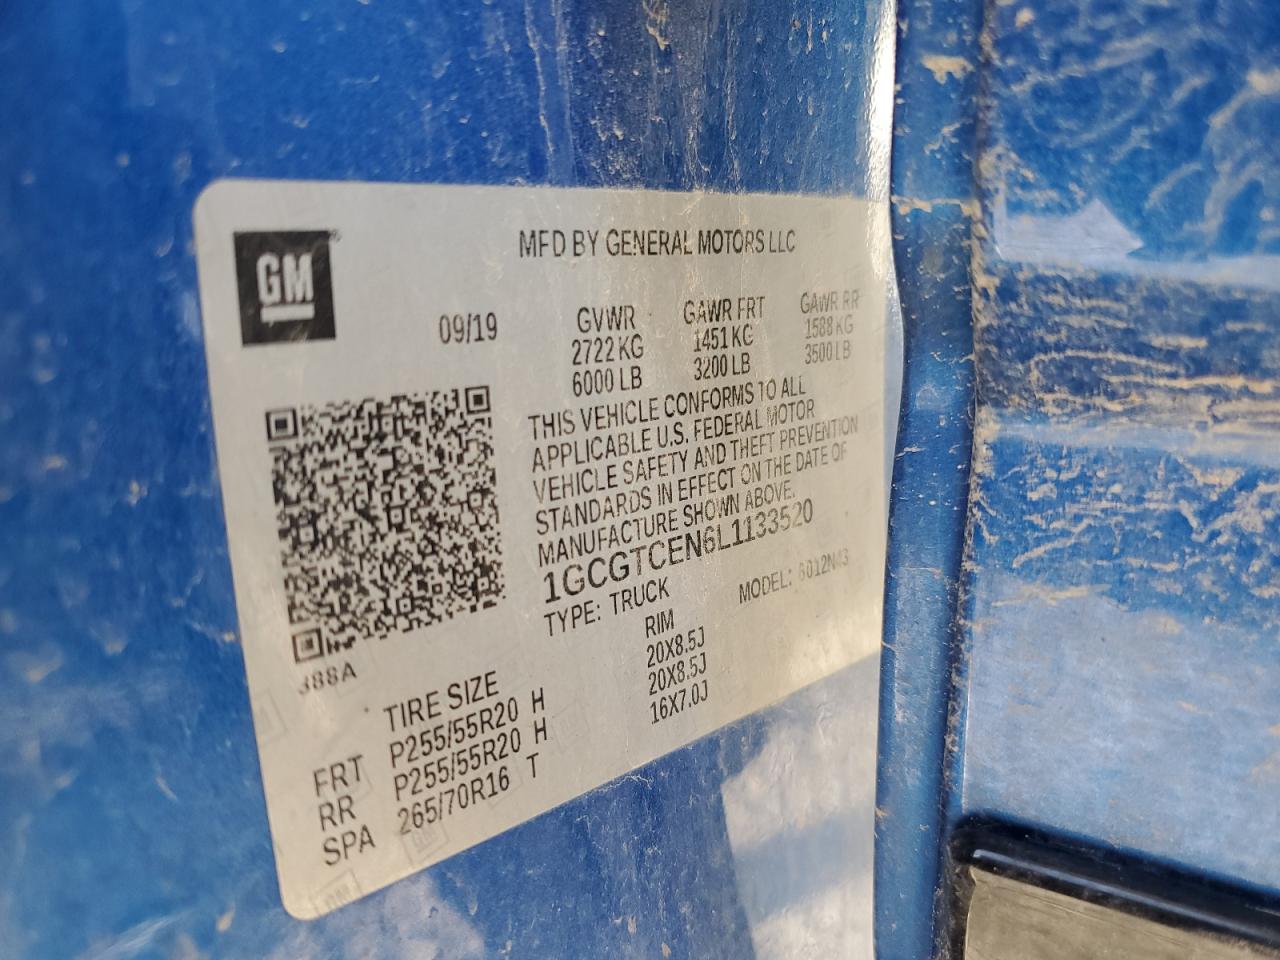 GM
MFD BY GENERAL MOTORS LLC
09/19
GVWR GAWR FRT GAWR RR
2722 KG 1451 KG 1588 KG
6000 LB 3200 LB 3500 LB
THIS VEHICLE CONFORMS TO ALL
APPLICABLE U.S. FEDERAL MOTOR
VEHICLE SAFETY AND THEFT PREVENTION
STANDARDS IN EFFECT ON THE DATE OF
MANUFACTURE SHOWN ABOVE.
1GCGTCEN6L1133520
TYPE: TRUCK MODEL:
TIRE SIZE RIM
FRT P255/55R20 H 20X8.5J
RR P255/55R20 H 20X8.5J
SPA 265/70R16 T 16X7.0J